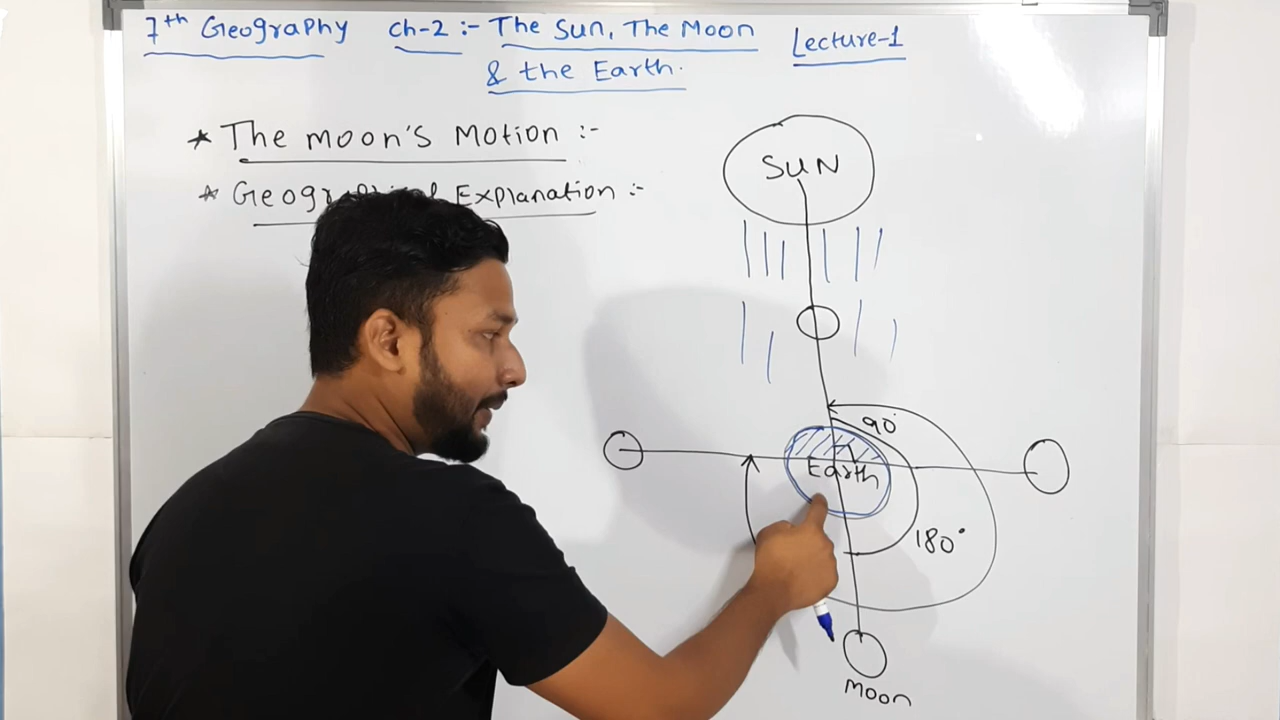 7th Geography Ch-2 :- The Sun, The Moon Lecture-1
& the Earth.
* The moon's Motion :-
* Geographical Explanation :-
SUN
90°
Earth
180°
Moon